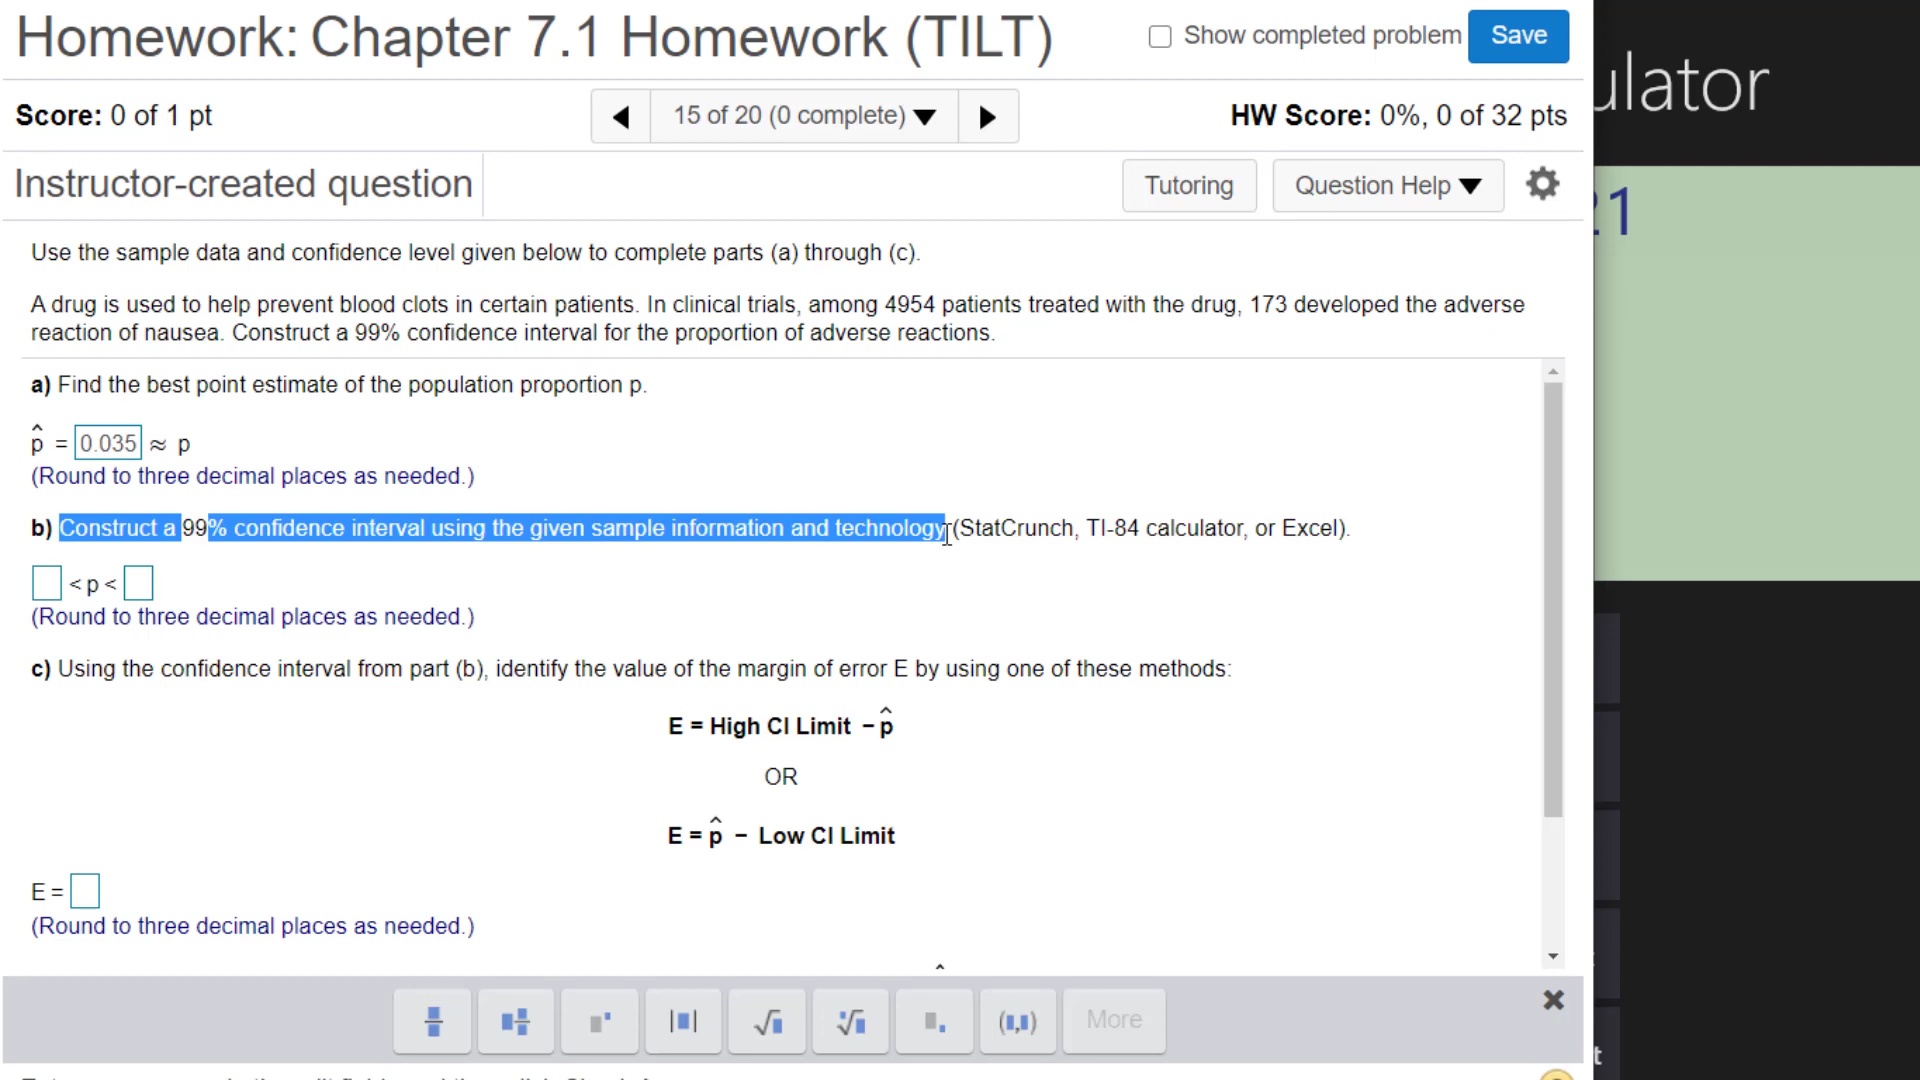 Homework: Chapter 7.1 Homework (TILT)
Show completed problem
Save
ulator
Score: 0 of 1 pt
15 of 20 (0 complete)
HW Score: 0%, 0 of 32 pts
Instructor-created question
Tutoring
Question Help
21
Use the sample data and confidence level given below to complete parts (a) through (c).
A drug is used to help prevent blood clots in certain patients. In clinical trials, among 4954 patients treated with the drug, 173 developed the adverse
reaction of nausea. Construct a 99% confidence interval for the proportion of adverse reactions.
a) Find the best point estimate of the population proportion p.
p̂ = 0.035 ≈ p
(Round to three decimal places as needed.)
b) Construct a 99% confidence interval using the given sample information and technology (StatCrunch, TI-84 calculator, or Excel).
< p <
(Round to three decimal places as needed.)
c) Using the confidence interval from part (b), identify the value of the margin of error E by using one of these methods:
E = High CI Limit − p̂
OR
E = p̂ − Low CI Limit
E =
(Round to three decimal places as needed.)
More
t